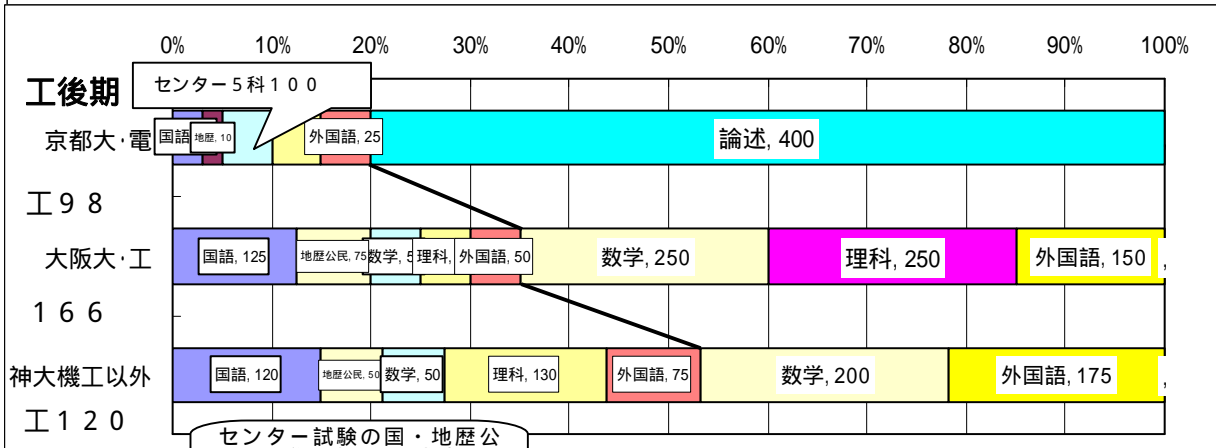 0% 10% 20% 30% 40% 50% 60% 70% 80% 90% 100%
センター5科100
工後期
京都大・電 国語 地歴, 10 外国語, 25 論述, 400
工98
大阪大・工 国語, 125 地歴公民, 75 数学, 5 理科, 外国語, 50 数学, 250 理科, 250 外国語, 150 ,
166
神大機工以外 国語, 120 地歴公民, 50 数学, 50 理科, 130 外国語, 75 数学, 200 外国語, 175 ,
工120
センター試験の国・地歴公